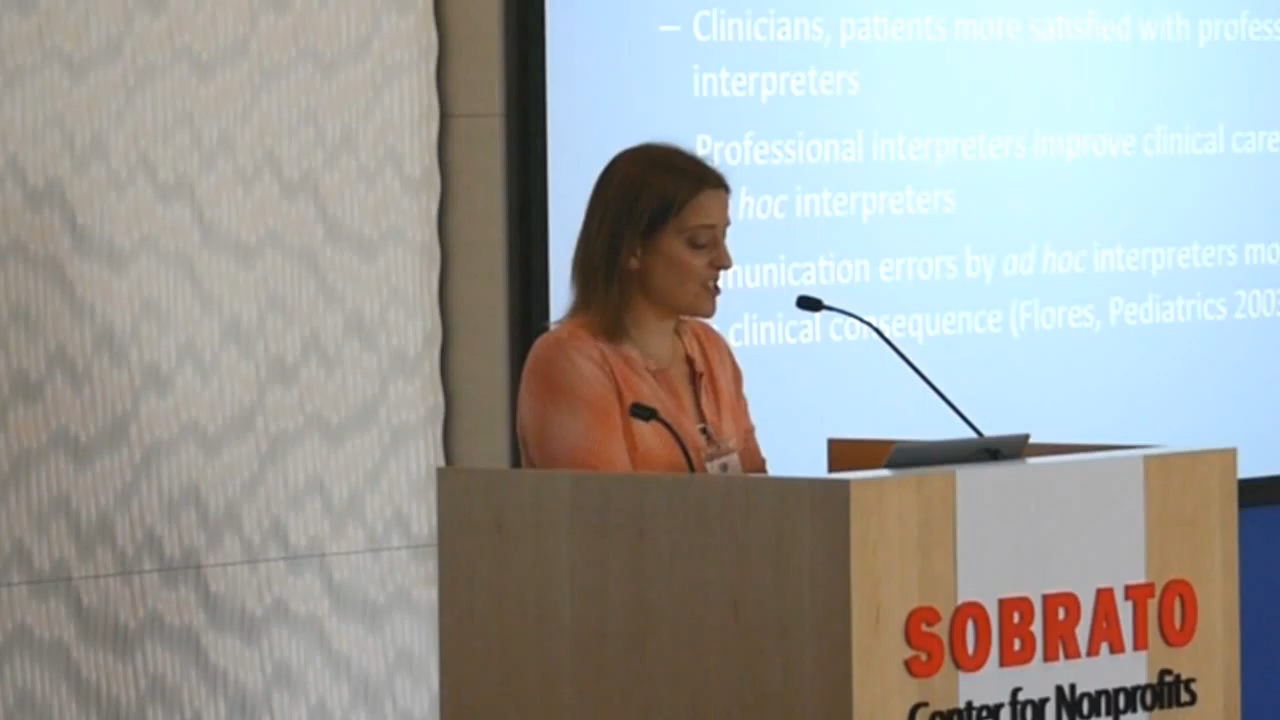 – Clinicians, patients more satisfied with profess
interpreters
Professional interpreters improve clinical care
hoc interpreters
munication errors by ad hoc interpreters mo
clinical consequence (Flores, Pediatrics 200
SOBRATO
Center for Nonprofits